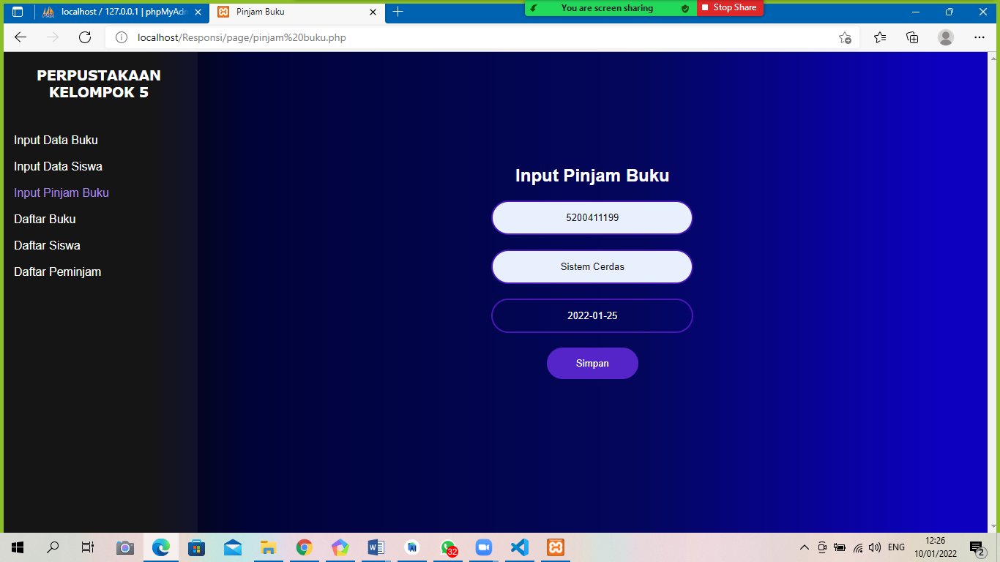 localhost / 127.0.0.1 | phpMyAdm
Pinjam Buku
You are screen sharing
Stop Share
localhost/Responsi/page/pinjam%20buku.php
PERPUSTAKAAN
KELOMPOK 5
Input Data Buku
Input Data Siswa
Input Pinjam Buku
Daftar Buku
Daftar Siswa
Daftar Peminjam
Input Pinjam Buku
5200411199
Sistem Cerdas
2022-01-25
Simpan
32
ENG
12:26
10/01/2022
2